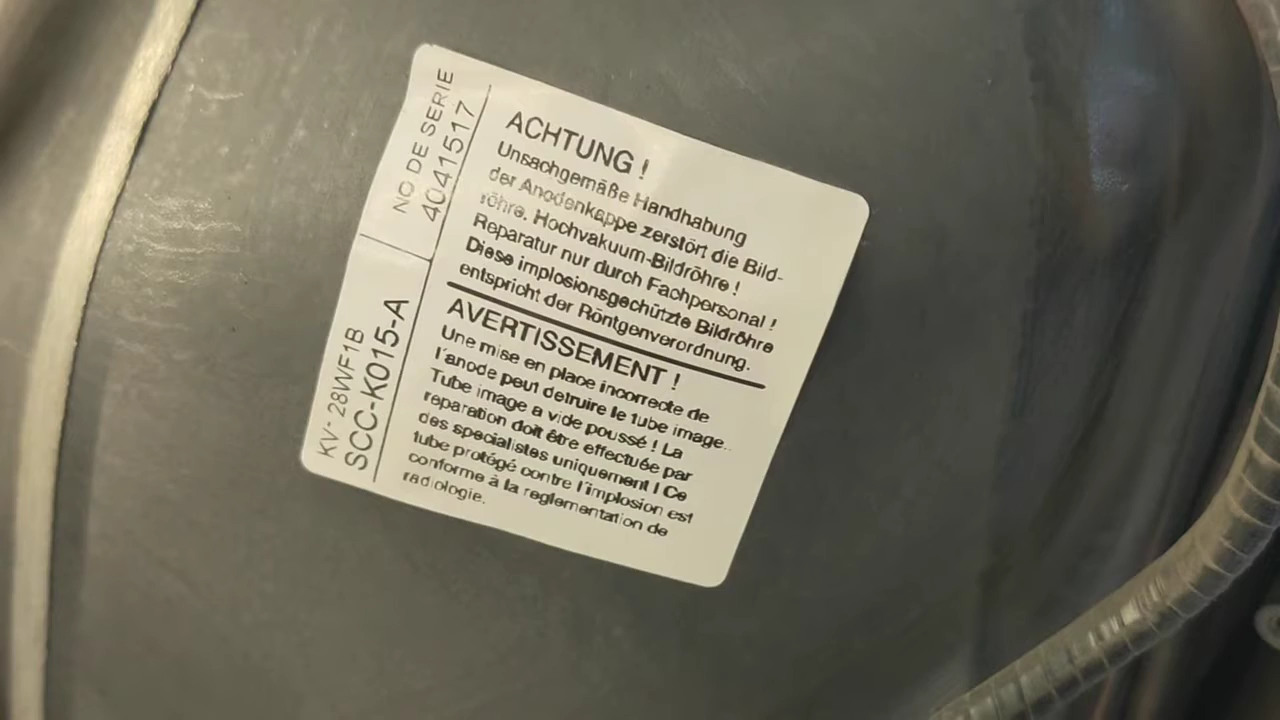 NO DE SERIE
4041517
KV-28WF1B
SCC-K015-A
ACHTUNG !
Unsachgemäße Handhabung
der Anodenkappe zerstört die Bild-
röhre. Hochvakuum-Bildröhre !
Reparatur nur durch Fachpersonal !
Diese implosionsgechützte Bildröhre
entspricht der Röntgenverordnung.
AVERTISSEMENT !
Une mise en place incorrecte de
l'anode peut detruire le tube image..
Tube image a vide poussé ! La
reparation doit être effectuée par
des specialistes uniquement ! Ce
tube protégé contre l'implosion est
conforme à la reglementation de
radiologie.